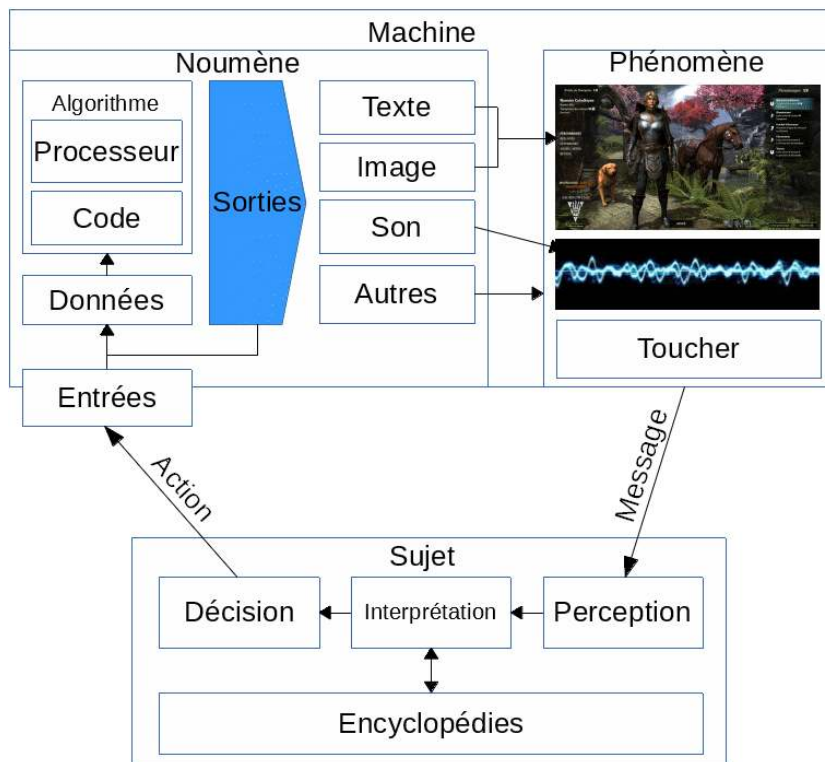 Machine
Noumène
Phénomène
Algorithme
Processeur
Code
Données
Entrées
Sorties
Texte
Image
Son
Autres
Toucher
Action
Message
Sujet
Décision
Interprétation
Perception
Encyclopédies